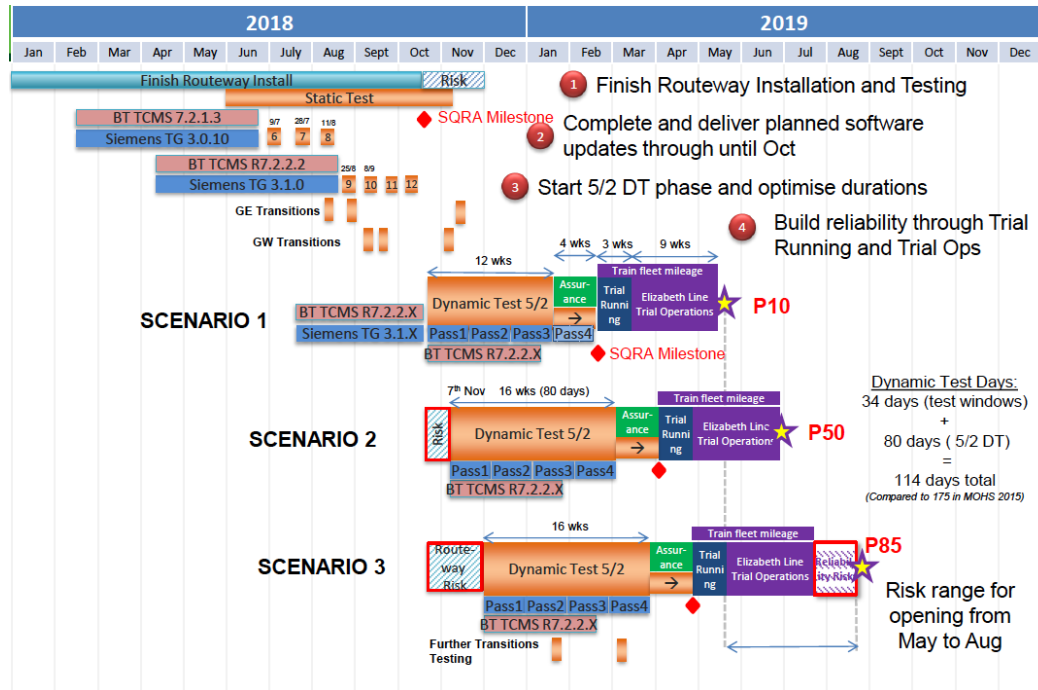 2018
2019
Jan Feb Mar Apr May Jun July Aug Sept Oct Nov Dec Jan Feb Mar Apr May Jun Jul Aug Sept Oct Nov Dec
Finish Routeway Install
Risk
Static Test
1 Finish Routeway Installation and Testing
BT TCMS 7.2.1.3
Siemens TG 3.0.10
9/7 28/7 11/8
6 7 8
SQRA Milestone
2 Complete and deliver planned software
updates through until Oct
BT TCMS R7.2.2.2
Siemens TG 3.1.0
25/8 8/9
9 10 11 12
3 Start 5/2 DT phase and optimise durations
GE Transitions
GW Transitions
4 Build reliability through Trial
Running and Trial Ops
4 wks 3 wks 9 wks
12 wks
Train fleet mileage
SCENARIO 1
BT TCMS R7.2.2.X
Siemens TG 3.1.X
Dynamic Test 5/2
Assur-
ance
→
Trial
Runni
ng
Elizabeth Line
Trial Operations
P10
Pass1 Pass2 Pass3 Pass4
BT TCMS R7.2.2.X
SQRA Milestone
7th Nov 16 wks (80 days)
Train fleet mileage
SCENARIO 2
Risk
Dynamic Test 5/2
Assur-
ance
→
Trial
Runni
ng
Elizabeth Line
Trial Operations
P50
Pass1 Pass2 Pass3 Pass4
BT TCMS R7.2.2.X
Dynamic Test Days:
34 days (test windows)
+
80 days ( 5/2 DT)
=
114 days total
(Compared to 175 in MOHS 2015)
16 wks
Train fleet mileage
SCENARIO 3
Route-
way
Risk
Dynamic Test 5/2
Assur-
ance
→
Trial
Runni
ng
Elizabeth Line
Trial Operations
Reliabil
ity Risk
P85
Pass1 Pass2 Pass3 Pass4
BT TCMS R7.2.2.X
Further Transitions
Testing
Risk range for
opening from
May to Aug